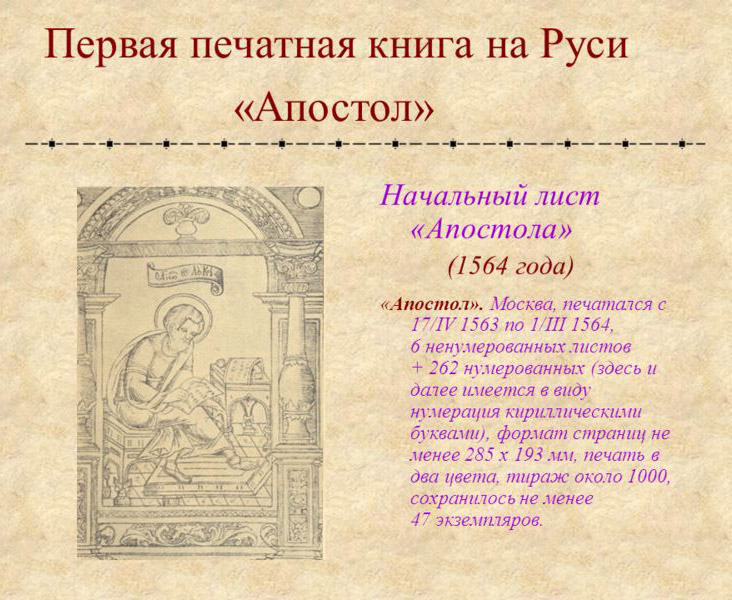 Первая печатная книга на Руси
«Апостол»
Начальный лист
«Апостола»
(1564 года)
«Апостол». Москва, печатался с
17/IV 1563 по 1/III 1564,
6 ненумерованных листов
+ 262 нумерованных (здесь и
далее имеется в виду
нумерация кириллическими
буквами), формат страниц не
менее 285 x 193 мм, печать в
два цвета, тираж около 1000,
сохранилось не менее
47 экземпляров.